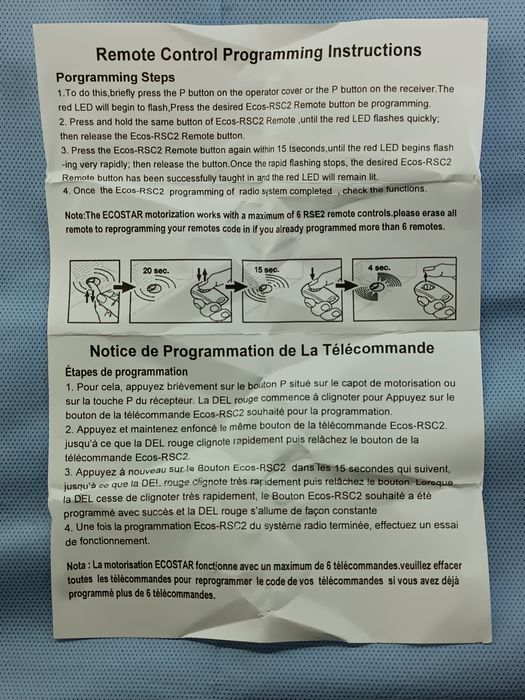 Remote Control Programming Instructions
Porgramming Steps
1.To do this,briefly press the P button on the operator cover or the P button on the receiver.The
red LED will begin to flash,Press the desired Ecos-RSC2 Remote button be programing.
2. Press and hold the same button of Ecos-RSC2 Remote ,until the red LED flashes quickly;
then release the Ecos-RSC2 Remote button.
3. Press the Ecos-RSC2 Remote button again within 15 tseconds,until the red LED begins flash
-ing very rapidly; then release the button.Once the rapid flashing stops, the desired Ecos-RSC2
Remote button has been successfully taught in and the red LED will remain lit.
4. Once the Ecos-RSC2 programming of radio system completed , check the functions.
Note:The ECOSTAR motorization works with a maximum of 6 RSE2 remote controls.please erase all
remote to reprogramming your remotes code in if you already programmed more than 6 remotes.
20 sec.
15 sec.
4 sec.
Notice de Programmation de La Télécommande
Étapes de programmation
1. Pour cela, appuyez brièvement sur le bouton P situé sur le capot de motorisation ou
sur la touche P du récepteur. La DEL rouge commence à clignoter pour Appuyez sur le
bouton de la télécommande Ecos-RSC2 souhaité pour la programmation.
2. Appuyez et maintenez enfoncé le même bouton de la télécommande Ecos-RSC2.
jusqu'à ce que la DEL rouge clignote rapidement puis relâchez le bouton de la
télécommande Ecos-RSC2.
3. Appuyez à nouveau sur le Bouton Ecos-RSC2 dans les 15 secondes qui suivent,
jusqu'à ce que la DEL rouge clignote très rapidement puis relâchez le bouton. Lorsque
la DEL cesse de clignoter très rapidement, le Bouton Ecos-RSC2 souhaité a été
programmé avec succès et la DEL rouge s'allume de façon constante
4. Une fois la programmation Ecos-RSC2 du système radio terminée, effectuez un essai
de fonctionnement.
Nota : La motorisation ECOSTAR fonctionne avec un maximum de 6 télécommandes.veuillez effacer
toutes les télécommandes pour reprogrammer le code de vos télécommandes si vous avez déjà
programmé plus de 6 télécommandes.